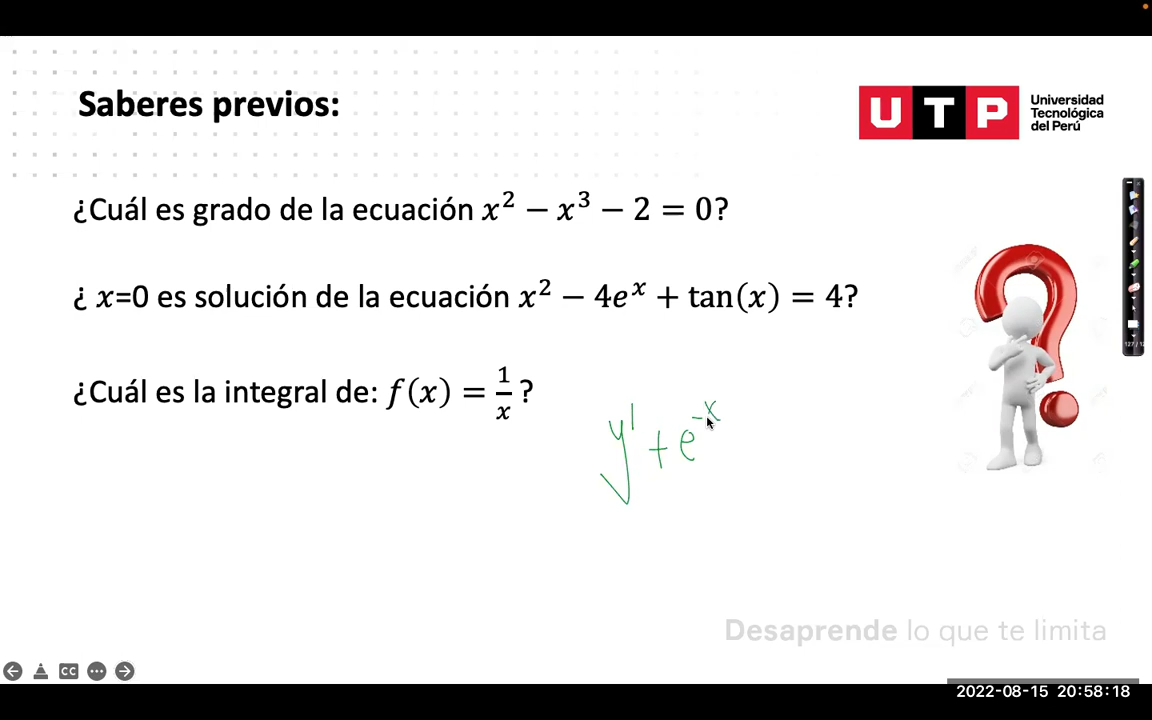 Saberes previos:
UTP
Universidad
Tecnológica
del Perú
¿Cuál es grado de la ecuación x² − x³ − 2 = 0?
¿ x=0 es solución de la ecuación x² − 4eˣ + tan(x) = 4?
¿Cuál es la integral de: f(x) = 1/x ?
y' + e⁻ˣ
Desaprende lo que te limita
CC
2022-08-15 20:58:18